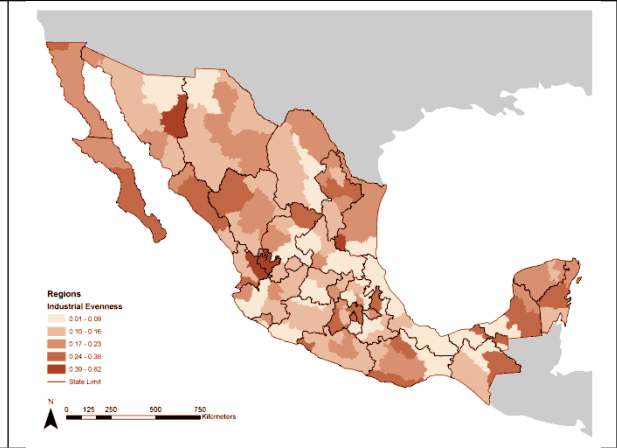 Regions
Industrial Evenness
0.01 - 0.09
0.10 - 0.16
0.17 - 0.23
0.24 - 0.38
0.39 - 0.82
State Limit
N
0 125 250 500 750
Kilometers